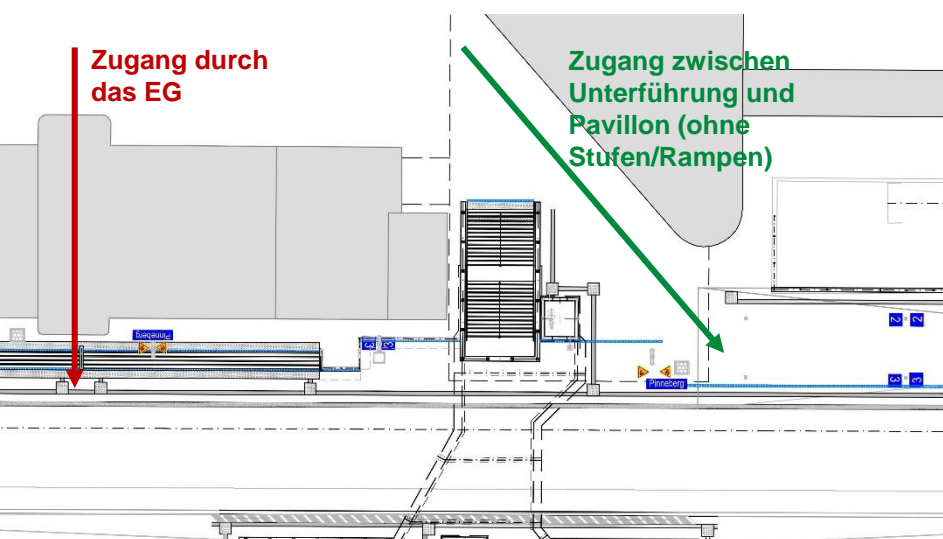 Zugang durch
das EG
Zugang zwischen
Unterführung und
Pavillon (ohne
Stufen/Rampen)
Pinneberg
3 3
2 2
Pinneberg
3 3